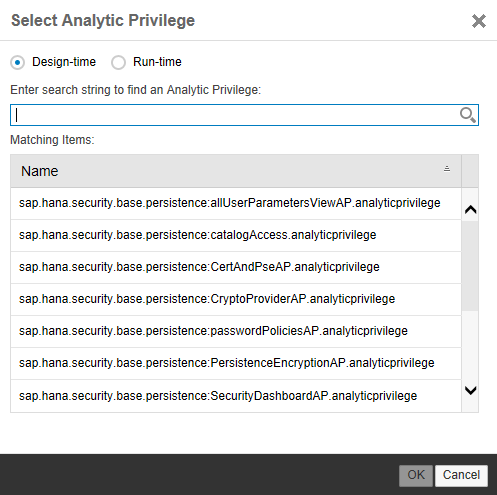 Select Analytic Privilege
Design-time Run-time
Enter search string to find an Analytic Privilege:
Matching Items:
Name
sap.hana.security.base.persistence:allUserParametersViewAP.analyticprivilege
sap.hana.security.base.persistence:catalogAccess.analyticprivilege
sap.hana.security.base.persistence:CertAndPseAP.analyticprivilege
sap.hana.security.base.persistence:CryptoProviderAP.analyticprivilege
sap.hana.security.base.persistence:passwordPoliciesAP.analyticprivilege
sap.hana.security.base.persistence:PersistenceEncryptionAP.analyticprivilege
sap.hana.security.base.persistence:SecurityDashboardAP.analyticprivilege
OK Cancel